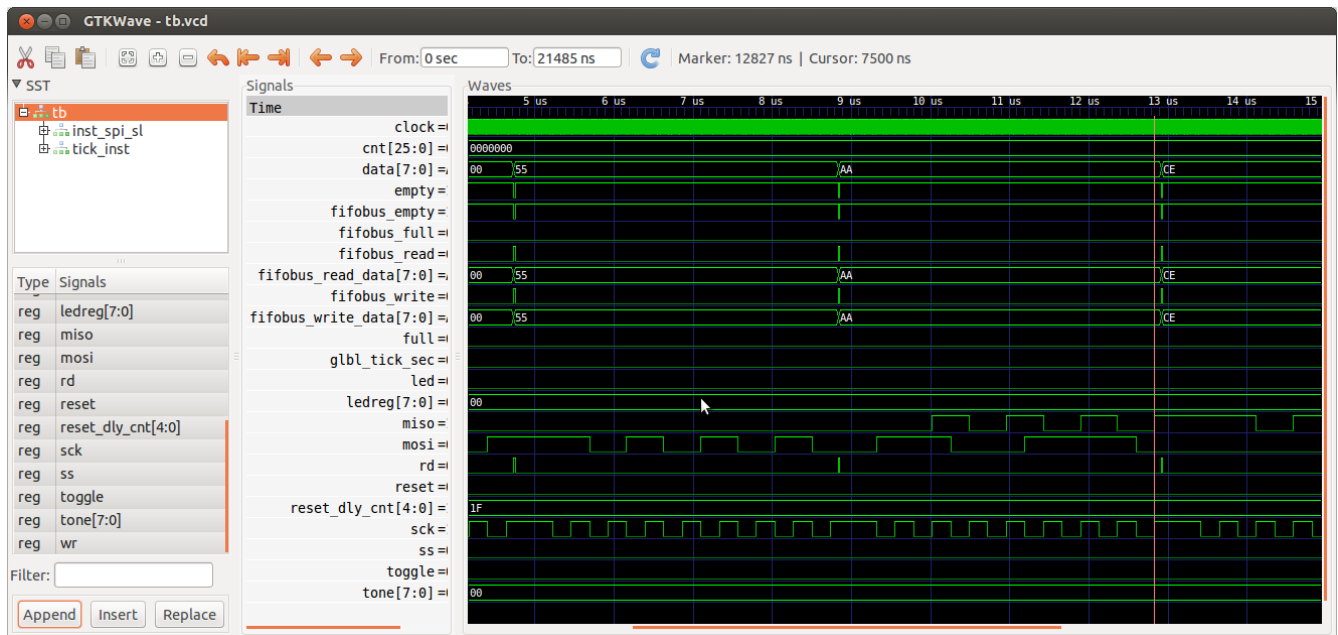 GTKWave - tb.vcd
From: 0 sec To: 21485 ns Marker: 12827 ns | Cursor: 7500 ns
SST
tb
inst_spi_sl
tick_inst
Type Signals
reg ledreg[7:0]
reg miso
reg mosi
reg rd
reg reset
reg reset_dly_cnt[4:0]
reg sck
reg ss
reg toggle
reg tone[7:0]
reg wr
Filter:
Append Insert Replace
Signals
Time
clock=
cnt[25:0]=
data[7:0]=
empty=
fifobus_empty=
fifobus_full=
fifobus_read=
fifobus_read_data[7:0]=
fifobus_write=
fifobus_write_data[7:0]=
full=
glbl_tick_sec=
led=
ledreg[7:0]=
miso=
mosi=
rd=
reset=
reset_dly_cnt[4:0]=
sck=
ss=
toggle=
tone[7:0]=
Waves
5 us 6 us 7 us 8 us 9 us 10 us 11 us 12 us 13 us 14 us 15
0000000
00 55 AA CE
00 55 AA CE
00 55 AA CE
00
1F
00